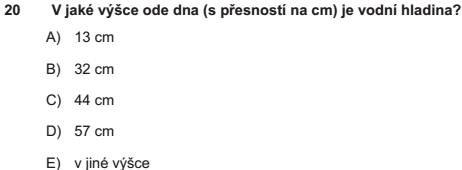 20 V jaké výšce ode dna (s přesností na cm) je vodní hladina?
A) 13 cm
B) 32 cm
C) 44 cm
D) 57 cm
E) v jiné výšce